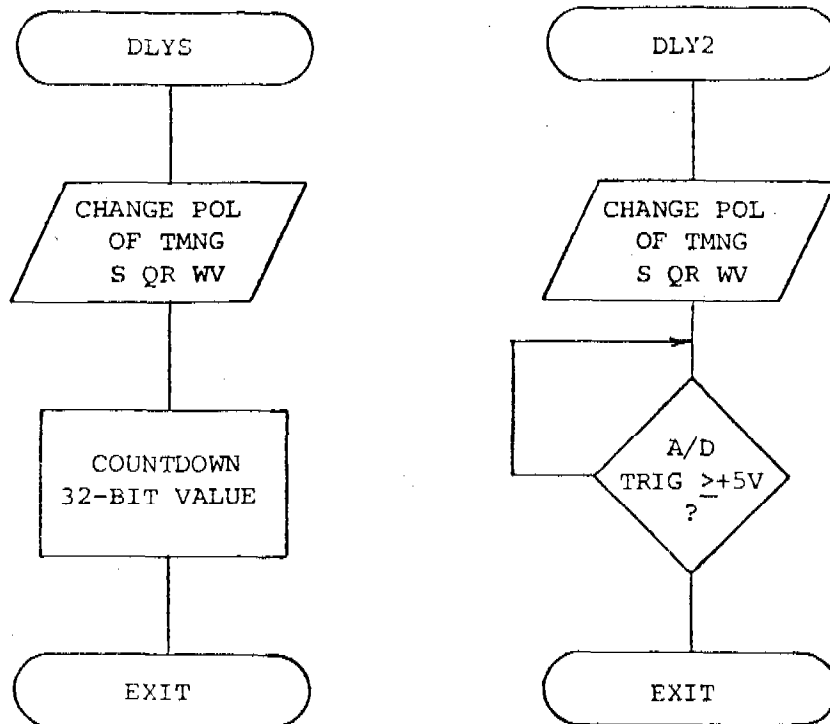 DLYS
CHANGE POL
OF TMNG
S QR WV
COUNTDOWN
32-BIT VALUE
EXIT
DLY2
CHANGE POL
OF TMNG
S QR WV
A/D
TRIG ≥+5V
?
EXIT